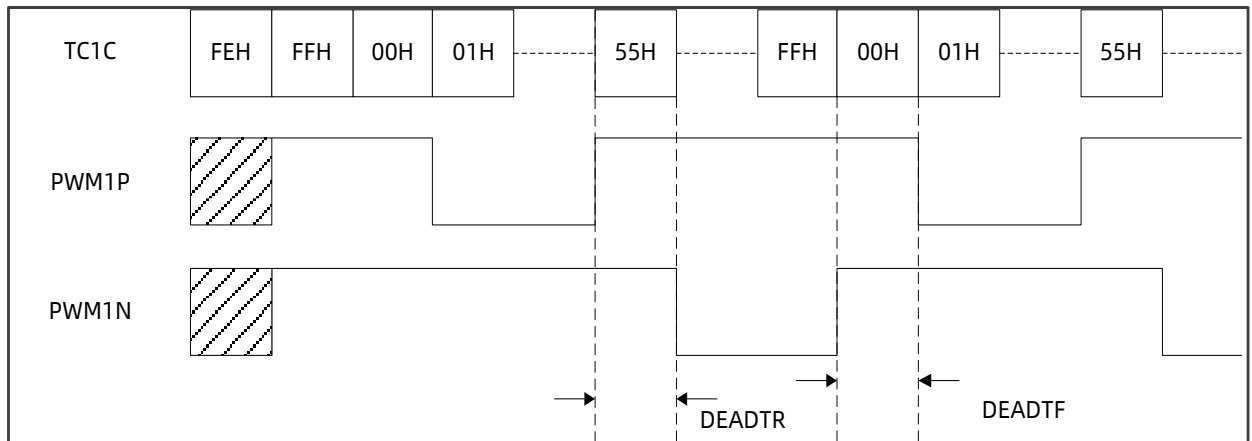 TC1C FEH FFH 00H 01H 55H FFH 00H 01H 55H
PWM1P
PWM1N
DEADTR
DEADTF